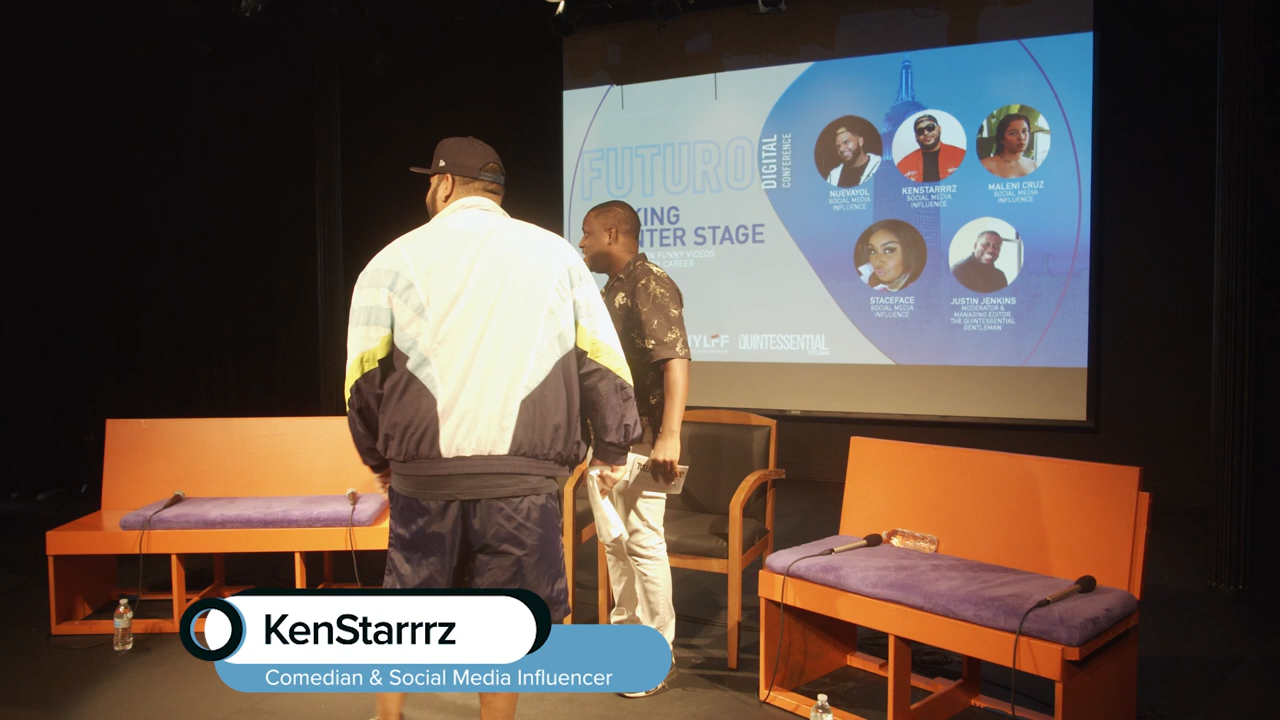 FUTURO
DIGITAL
CONFERENCE
KING
NTER STAGE
N FUNNY VIDEOS
CAREER
NUEVAYOL
SOCIAL MEDIA
INFLUENCE
KENSTARRRZ
SOCIAL MEDIA
INFLUENCE
MALENI CRUZ
SOCIAL MEDIA
INFLUENCE
STACEFACE
SOCIAL MEDIA
INFLUENCE
JUSTIN JENKINS
MODERATOR &
MANAGING EDITOR
THE QUINTESSENTIAL
GENTLEMAN
NYLFF
QUINTESSENTIAL
KenStarrrz
Comedian & Social Media Influencer